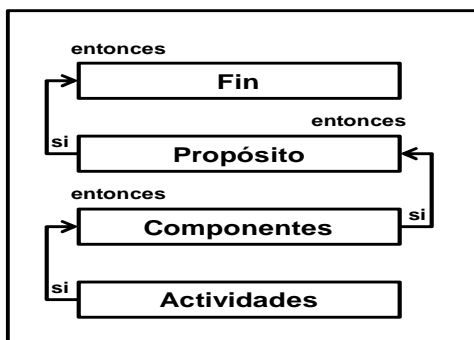 entonces
Fin
entonces
si
Propósito
entonces
si
Componentes
si
Actividades